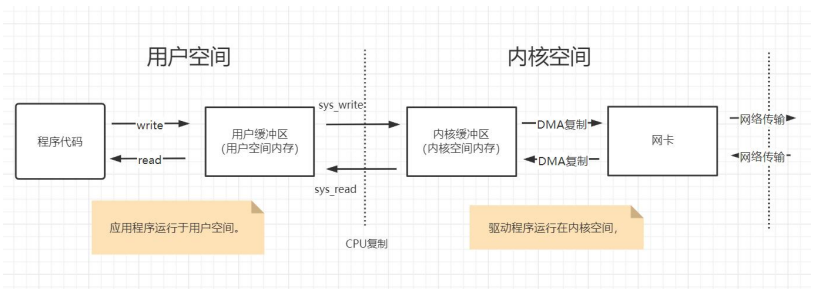 用户空间
内核空间
程序代码
write
read
用户缓冲区
(用户空间内存)
sys_write
sys_read
内核缓冲区
(内核空间内存)
DMA复制
DMA复制
网卡
网络传输
网络传输
应用程序运行于用户空间。
CPU复制
驱动程序运行在内核空间，